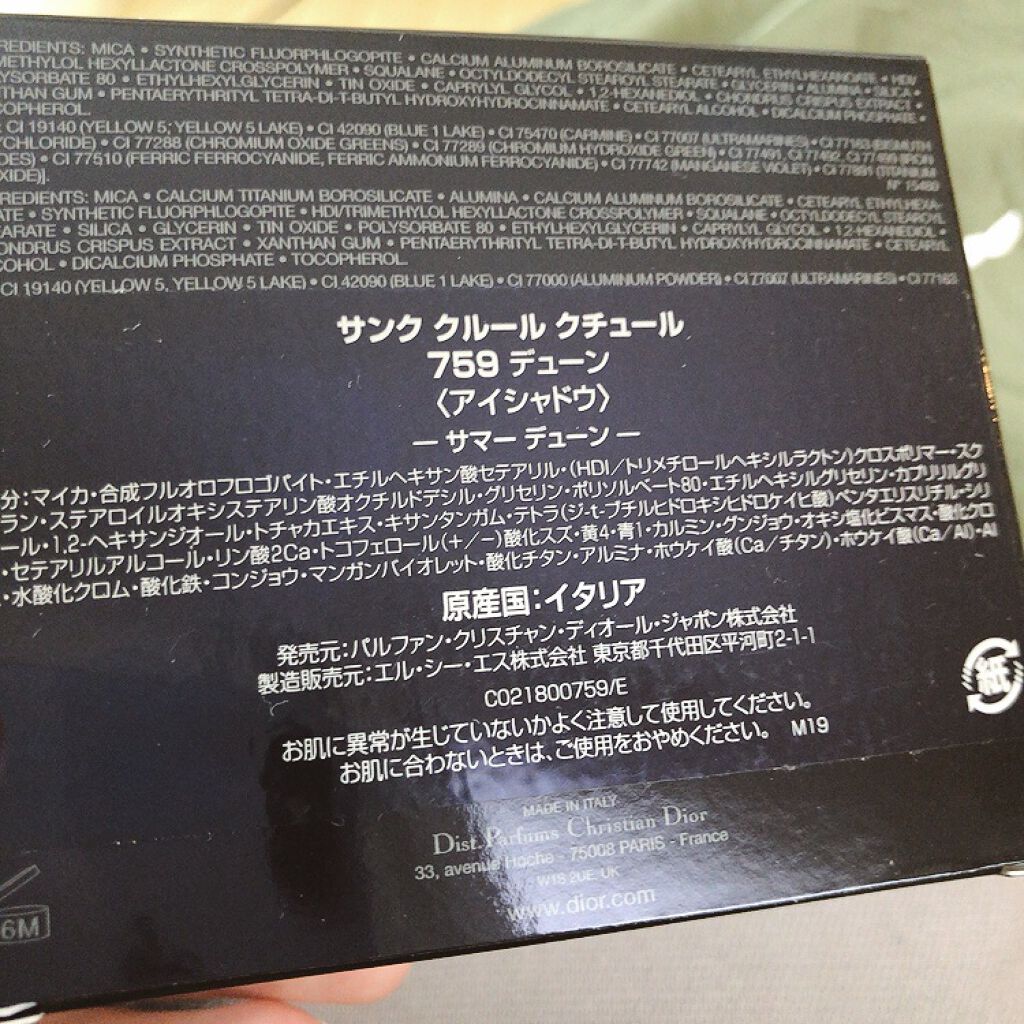 REDIENTS: MICA • SYNTHETIC FLUORPHLOGOPITE • CALCIUM ALUMINUM BOROSILICATE • CETEARYL ETHYLHEXANOATE • HDI/
METHYLOL HEXYLLACTONE CROSSPOLYMER • SQUALANE • OCTYLDODECYL STEAROYL STEARATE • GLYCERIN • ALUMINA • SILICA •
LYSORBATE 80 • ETHYLHEXYLGLYCERIN • TIN OXIDE • CAPRYLYL GLYCOL • 1,2-HEXANEDIOL • CHONDRUS CRISPUS EXTRACT •
NTHAN GUM • PENTAERYTHRITYL TETRA-DI-T-BUTYL HYDROXYHYDROCINNAMATE • CETEARYL ALCOHOL • DICALCIUM PHOSPHATE •
COPHEROL.
: CI 19140 (YELLOW 5, YELLOW 5 LAKE) • CI 42090 (BLUE 1 LAKE) • CI 75470 (CARMINE) • CI 77007 (ULTRAMARINES) • CI 77163 (BISMUTH
YCHLORIDE) • CI 77288 (CHROMIUM OXIDE GREENS) • CI 77289 (CHROMIUM HYDROXIDE GREEN) • CI 77491, CI 77492, CI 77499 (IRON
DES) • CI 77510 (FERRIC FERROCYANIDE, FERRIC AMMONIUM FERROCYANIDE) • CI 77742 (MANGANESE VIOLET) • CI 77891 (TITANIUM
XIDE)].
REDIENTS: MICA • CALCIUM TITANIUM BOROSILICATE • ALUMINA • CALCIUM ALUMINUM BOROSILICATE • CETEARYL ETHYLHEXA-
ATE • SYNTHETIC FLUORPHLOGOPITE • HDI/TRIMETHYLOL HEXYLLACTONE CROSSPOLYMER • SQUALANE • OCTYLDODECYL STEAROYL
EARATE • SILICA • GLYCERIN • TIN OXIDE • POLYSORBATE 80 • ETHYLHEXYLGLYCERIN • CAPRYLYL GLYCOL • 1,2-HEXANEDIOL •
ONDRUS CRISPUS EXTRACT • XANTHAN GUM • PENTAERYTHRITYL TETRA-DI-T-BUTYL HYDROXYHYDROCINNAMATE • CETEARYL
COHOL • DICALCIUM PHOSPHATE • TOCOPHEROL.
CI 19140 (YELLOW 5, YELLOW 5 LAKE) • CI 42090 (BLUE 1 LAKE) • CI 77000 (ALUMINUM POWDER) • CI 77007 (ULTRAMARINES) • CI 77163
サンク クルール クチュール
759 デューン
〈アイシャドウ〉
— サマー デューン —
分：マイカ・合成フルオロフロゴパイト・エチルヘキサン酸セテアリル・(HDI/トリメチロールヘキシルラクトン)クロスポリマー・スク
ラン・ステアロイルオキシステアリン酸オクチルドデシル・グリセリン・ポリソルベート80・エチルヘキシルグリセリン・カプリリルグリ
ール・1,2-ヘキサンジオール・トチャカエキス・キサンタンガム・テトラ(ジ-t-ブチルヒドロキシヒドロケイヒ酸)ペンタエリスリチル・シリ
・セテアリルアルコール・リン酸2Ca・トコフェロール(+/−)酸化スズ・黄4・青1・カルミン・グンジョウ・オキシ塩化ビスマス・酸化クロ
・水酸化クロム・酸化鉄・コンジョウ・マンガンバイオレット・酸化チタン・アルミナ・ホウケイ酸(Ca/チタン)・ホウケイ酸(Ca/Al)・Al
原産国：イタリア
発売元：パルファン・クリスチャン・ディオール・ジャポン株式会社
製造販売元：エル・シー・エス株式会社 東京都千代田区平河町2-1-1
C021800759/E
お肌に異常が生じていないかよく注意して使用してください。
お肌に合わないときは、ご使用をおやめください。 M19
紙
MADE IN ITALY
Dist. Parfums Christian Dior
33, avenue Hoche - 75008 PARIS - France
W1S 2UE, UK
www.dior.com
6M